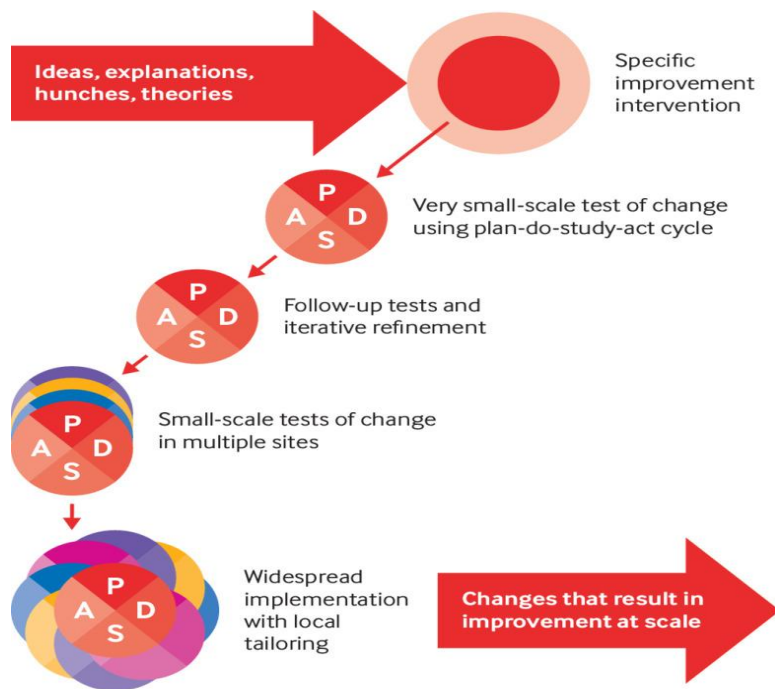 Ideas, explanations,
hunches, theories
Specific
improvement
intervention
P
A D
S
Very small-scale test of change
using plan-do-study-act cycle
P
A D
S
Follow-up tests and
iterative refinement
P
A D
S
Small-scale tests of change
in multiple sites
P
A D
S
Widespread
implementation
with local
tailoring
Changes that result in
improvement at scale